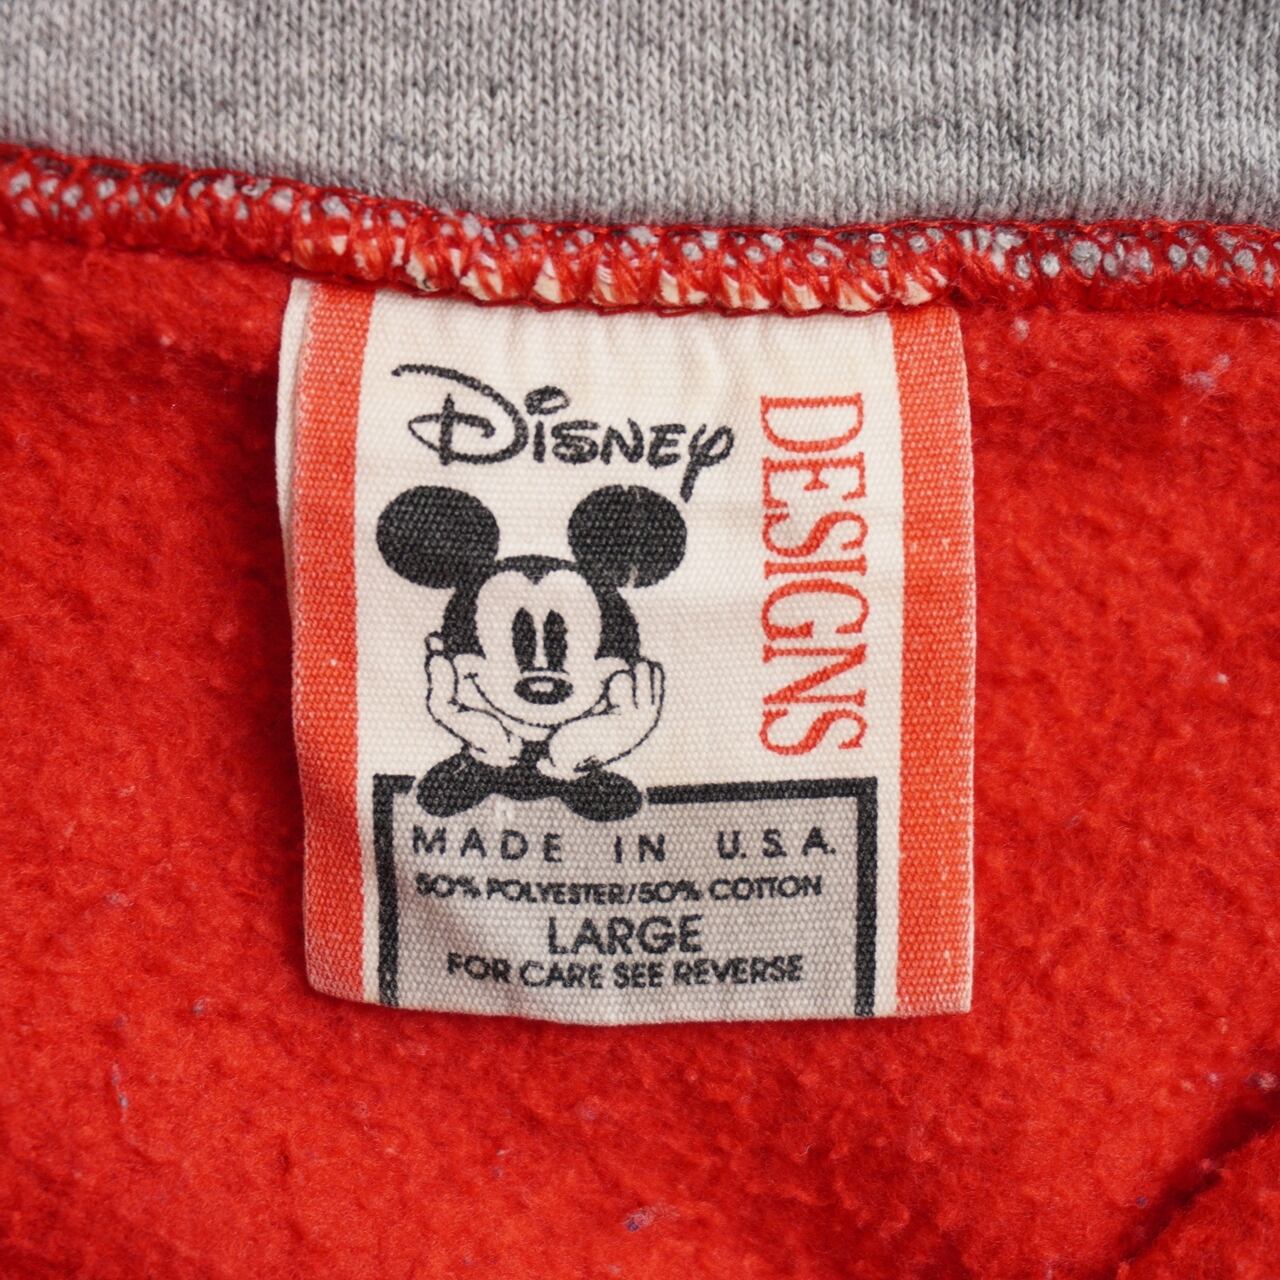 Disney
DESIGNS
MADE IN U.S.A.
50% POLYESTER/50% COTTON
LARGE
FOR CARE SEE REVERSE